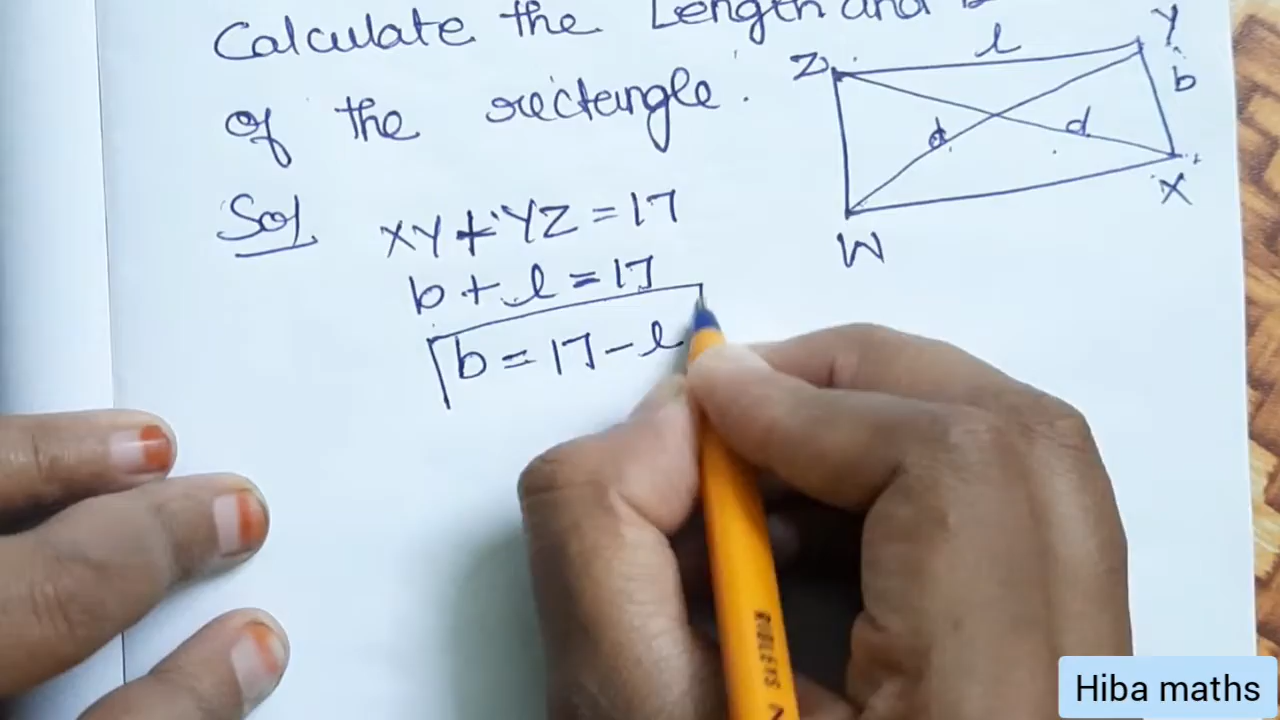 Calculate the Length and
of the rectangle.
Sol
XY + YZ = 17
b + l = 17
b = 17 - l
Z
l
Y
b
d
d
X
W
Hiba maths